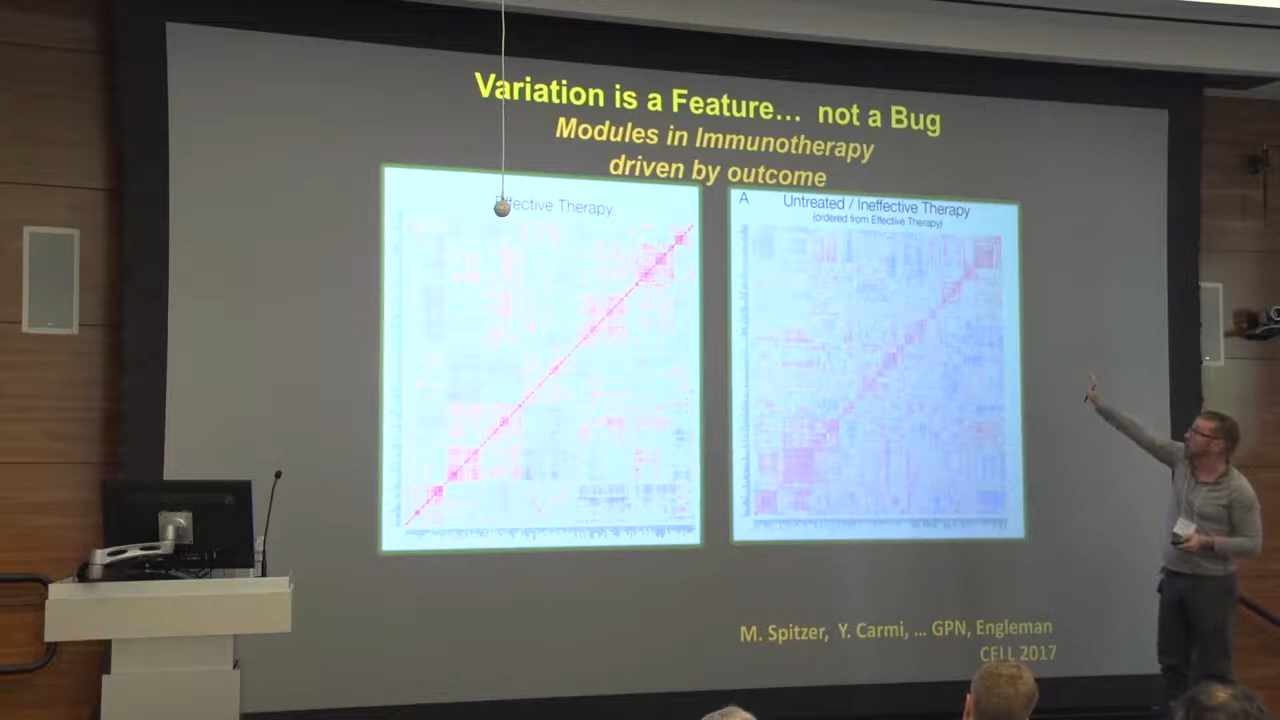 Variation is a Feature... not a Bug
Modules in Immunotherapy
driven by outcome
Effective Therapy
A
Untreated / Ineffective Therapy
(ordered from Effective Therapy)
M. Spitzer, Y. Carmi, ... GPN, Engleman
CELL 2017